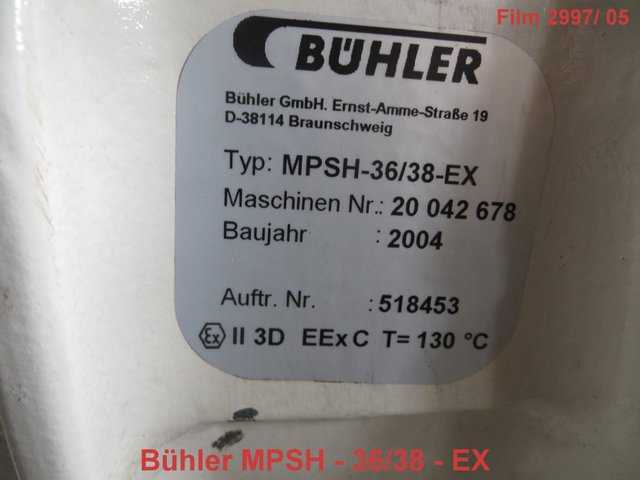 Film 2997/ 05
BÜHLER
Bühler GmbH. Ernst-Amme-Straße 19
D-38114 Braunschweig
Typ: MPSH-36/38-EX
Maschinen Nr.: 20 042 678
Baujahr : 2004
Auftr. Nr. : 518453
Ex II 3D EEx C T= 130 °C
Bühler MPSH - 36/38 - EX